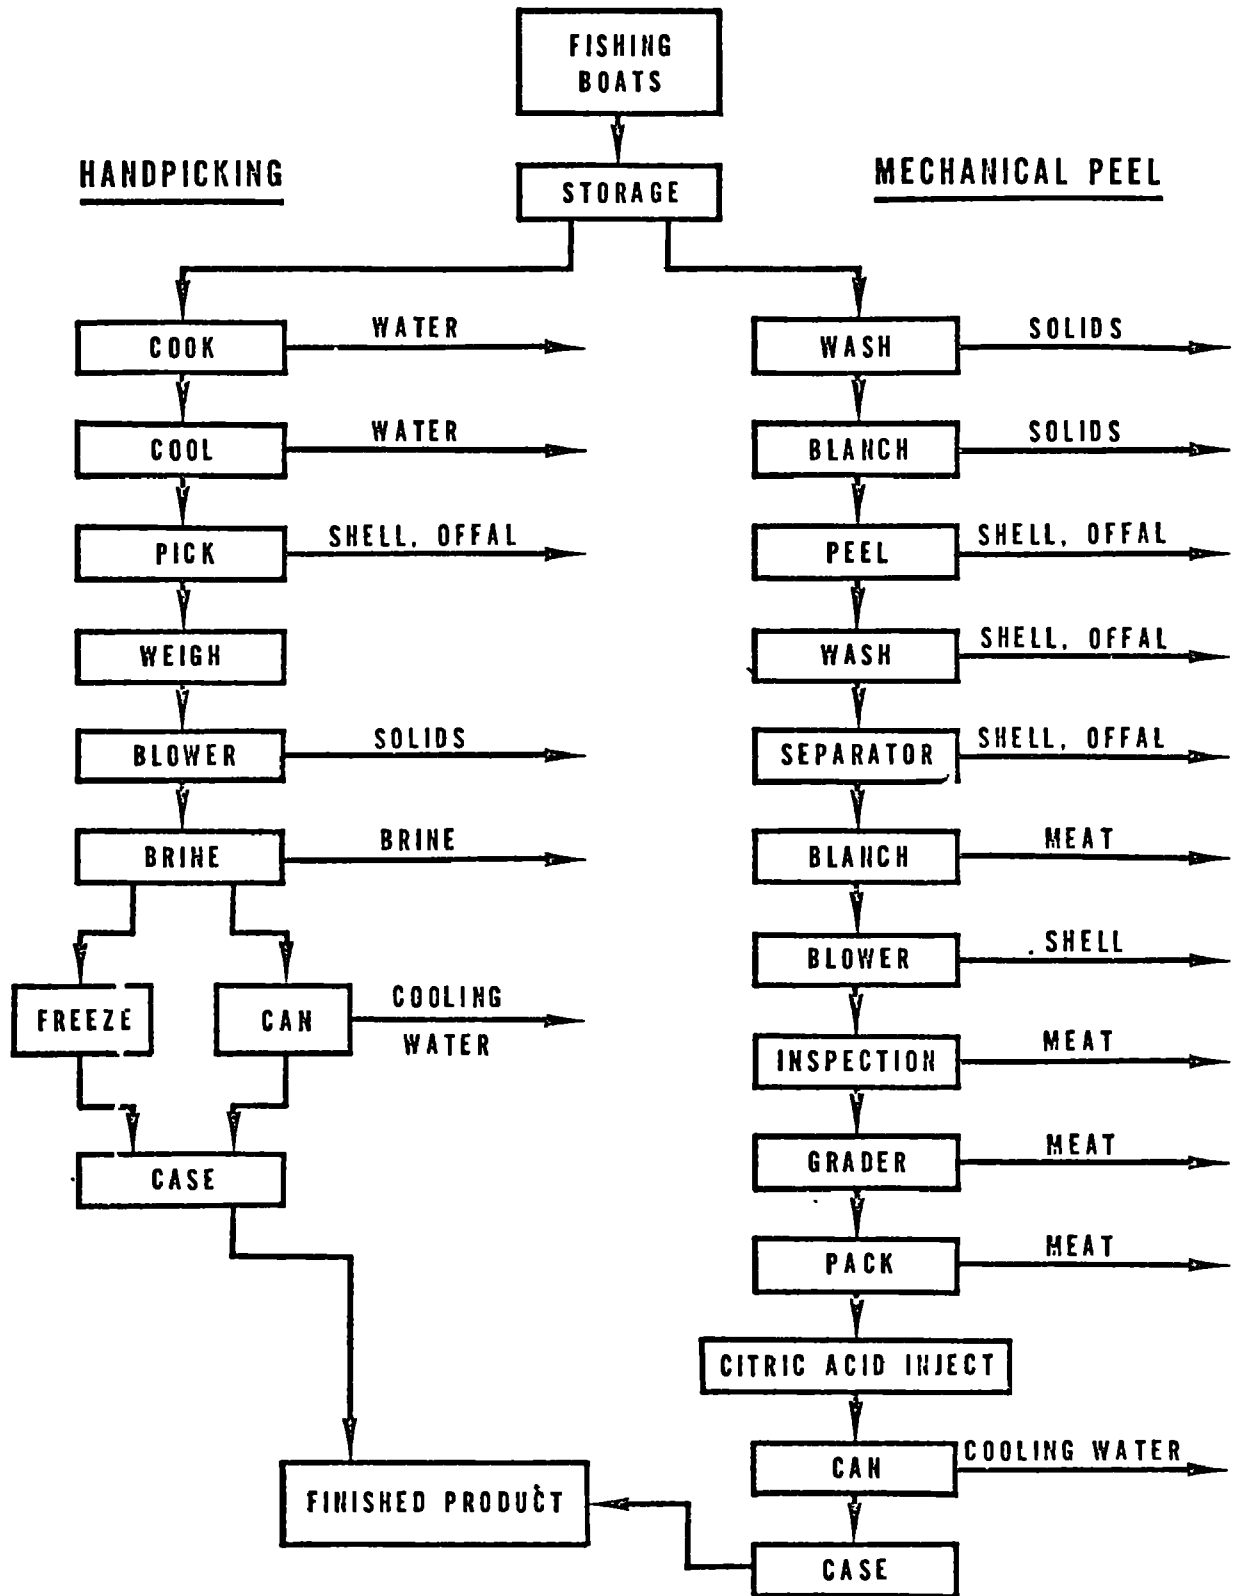 FISHING
BOATS
HANDPICKING
MECHANICAL PEEL
STORAGE
COOK
WATER
COOL
WATER
PICK
SHELL, OFFAL
WEIGH
BLOWER
SOLIDS
BRINE
BRINE
FREEZE
CAN
COOLING
WATER
CASE
WASH
SOLIDS
BLANCH
SOLIDS
PEEL
SHELL, OFFAL
WASH
SHELL, OFFAL
SEPARATOR
SHELL, OFFAL
BLANCH
MEAT
BLOWER
SHELL
INSPECTION
MEAT
GRADER
MEAT
PACK
MEAT
CITRIC ACID INJECT
CAN
COOLING WATER
CASE
FINISHED PRODUCT